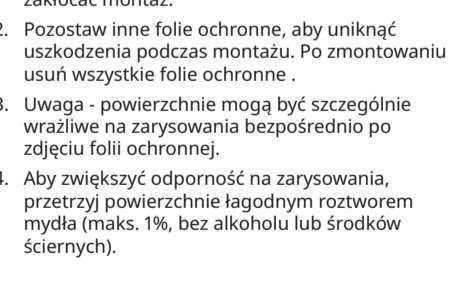 zakłócać montaż.
2. Pozostaw inne folie ochronne, aby uniknąć
uszkodzenia podczas montażu. Po zmontowaniu
usuń wszystkie folie ochronne .
3. Uwaga - powierzchnie mogą być szczególnie
wrażliwe na zarysowania bezpośrednio po
zdjęciu folii ochronnej.
4. Aby zwiększyć odporność na zarysowania,
przetrzyj powierzchnie łagodnym roztworem
mydła (maks. 1%, bez alkoholu lub środków
ściernych).